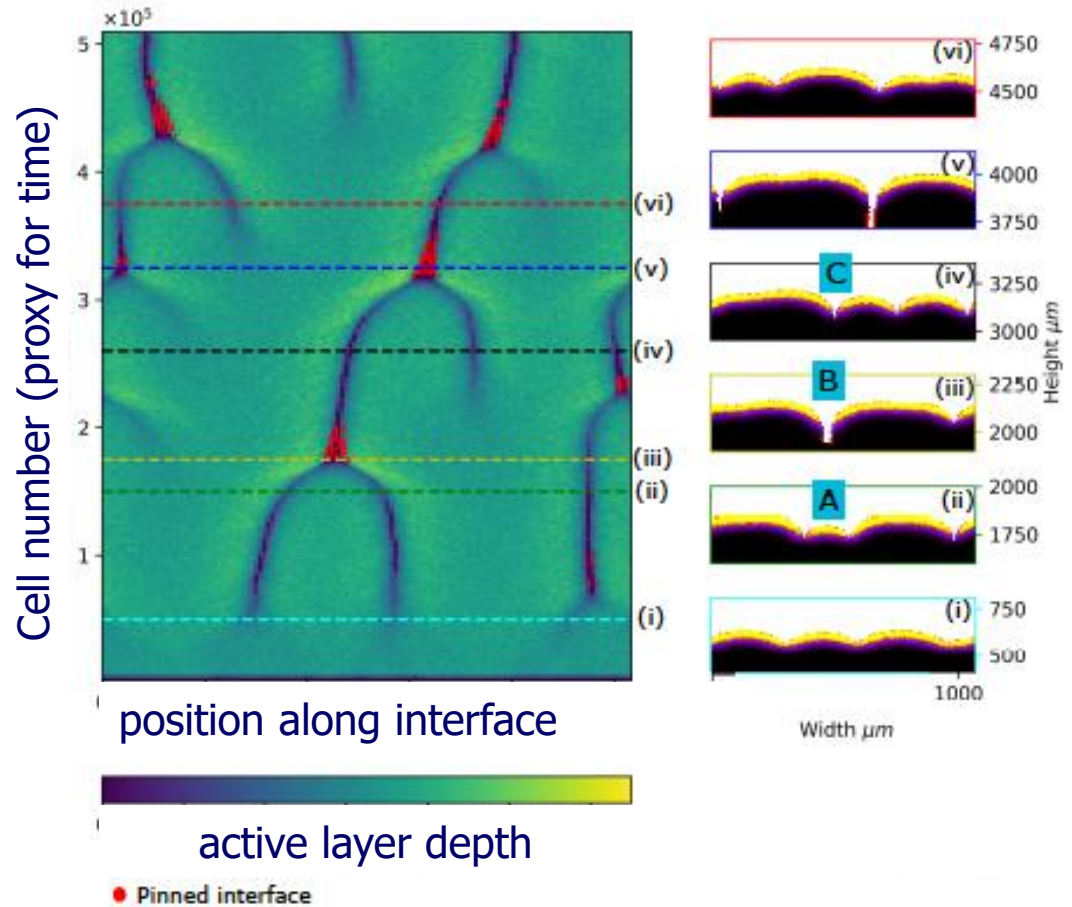 ×10⁵
5
4
3
2
1
Cell number (proxy for time)
(vi)
(v)
(iv)
(iii)
(ii)
(i)
position along interface
active layer depth
Pinned interface
(vi)
4750
4500
(v)
4000
3750
C
(iv)
3250
3000
B
(iii)
2250
2000
A
(ii)
2000
1750
(i)
750
500
Height μm
1000
Width μm